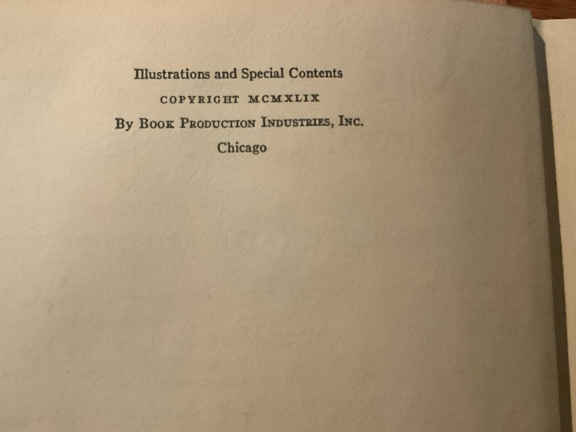 Illustrations and Special Contents
COPYRIGHT MCMXLIX
By Book Production Industries, Inc.
Chicago